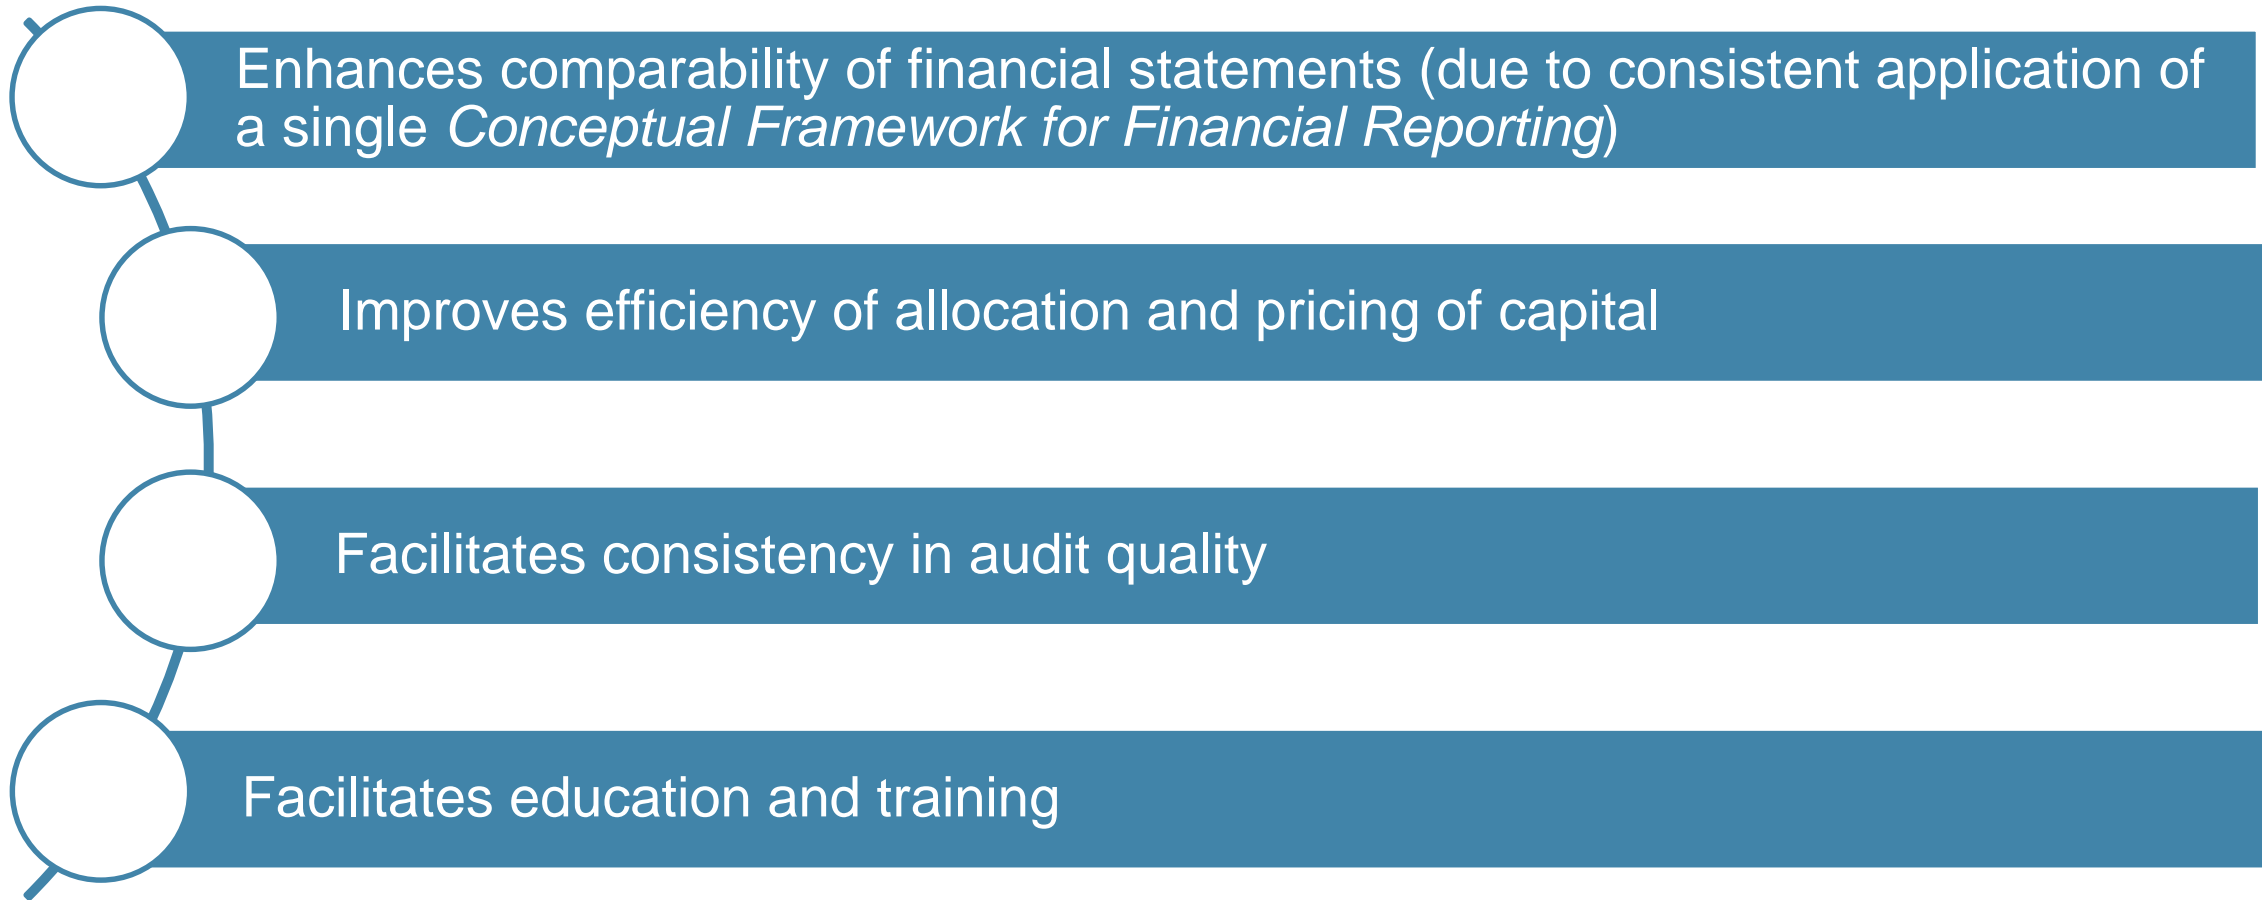 Enhances comparability of financial statements (due to consistent application of
a single Conceptual Framework for Financial Reporting)
Improves efficiency of allocation and pricing of capital
Facilitates consistency in audit quality
Facilitates education and training